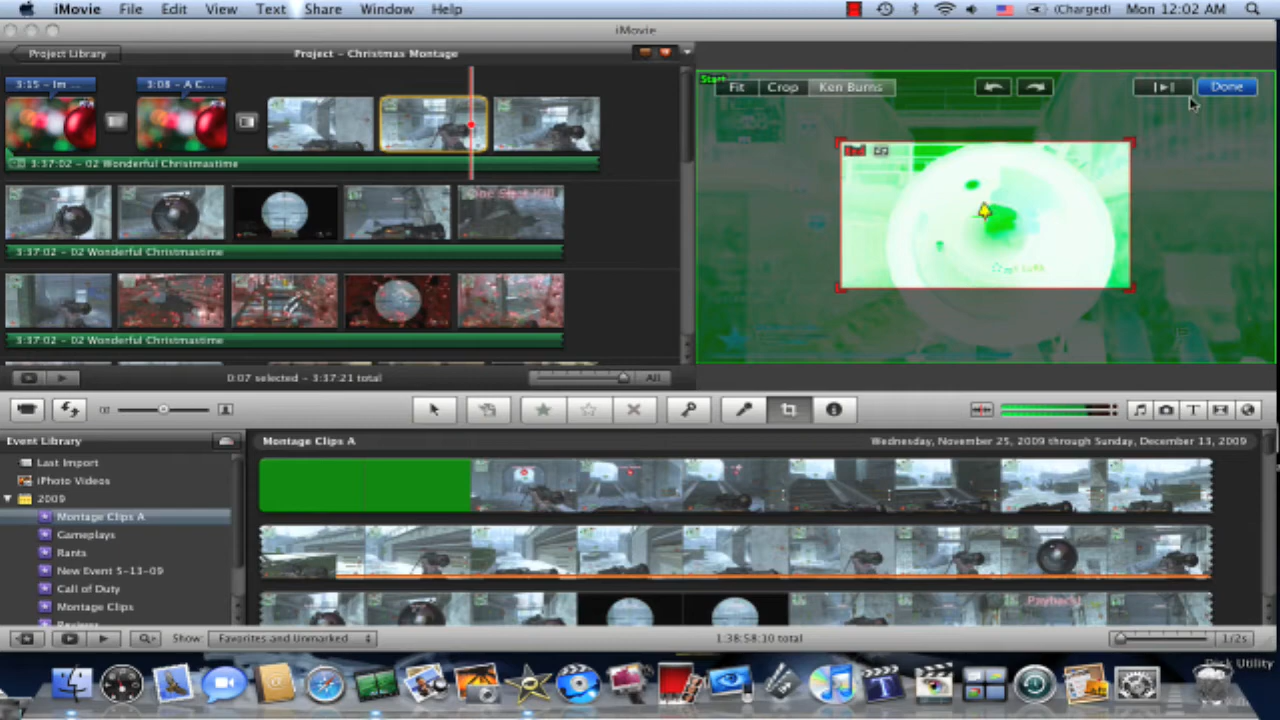 iMovie File Edit View Text Share Window Help (Charged) Mon 12:02 AM
iMovie
Project Library Project - Christmas Montage
Start Fit Crop Ken Burns Done
3:15 - Im ... 3:08 - A C...
3:37:02 - 02 Wonderful Christmastime
One Shot Kill!
3:37:02 - 02 Wonderful Christmastime
3:37:02 - 02 Wonderful Christmastime
0:07 selected - 3:37:21 total All
Event Library Montage Clips A Wednesday, November 25, 2009 through Sunday, December 13, 2009
Last Import
iPhoto Videos
2009
Montage Clips A
Gameplays
Rants
New Event 5-13-09
Call of Duty
Montage Clips
Payback!
Show: Favorites and Unmarked 1:38:58:10 total 1/2s
Disk Utility